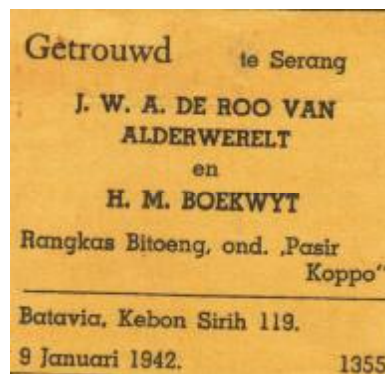 Getrouwd te Serang
J. W. A. DE ROO VAN
ALDERWERELT
en
H. M. BOEKWYT
Rangkas Bitoeng, ond. „Pasir
Koppo”
Batavia, Kebon Sirih 119.
9 Januari 1942. 1355